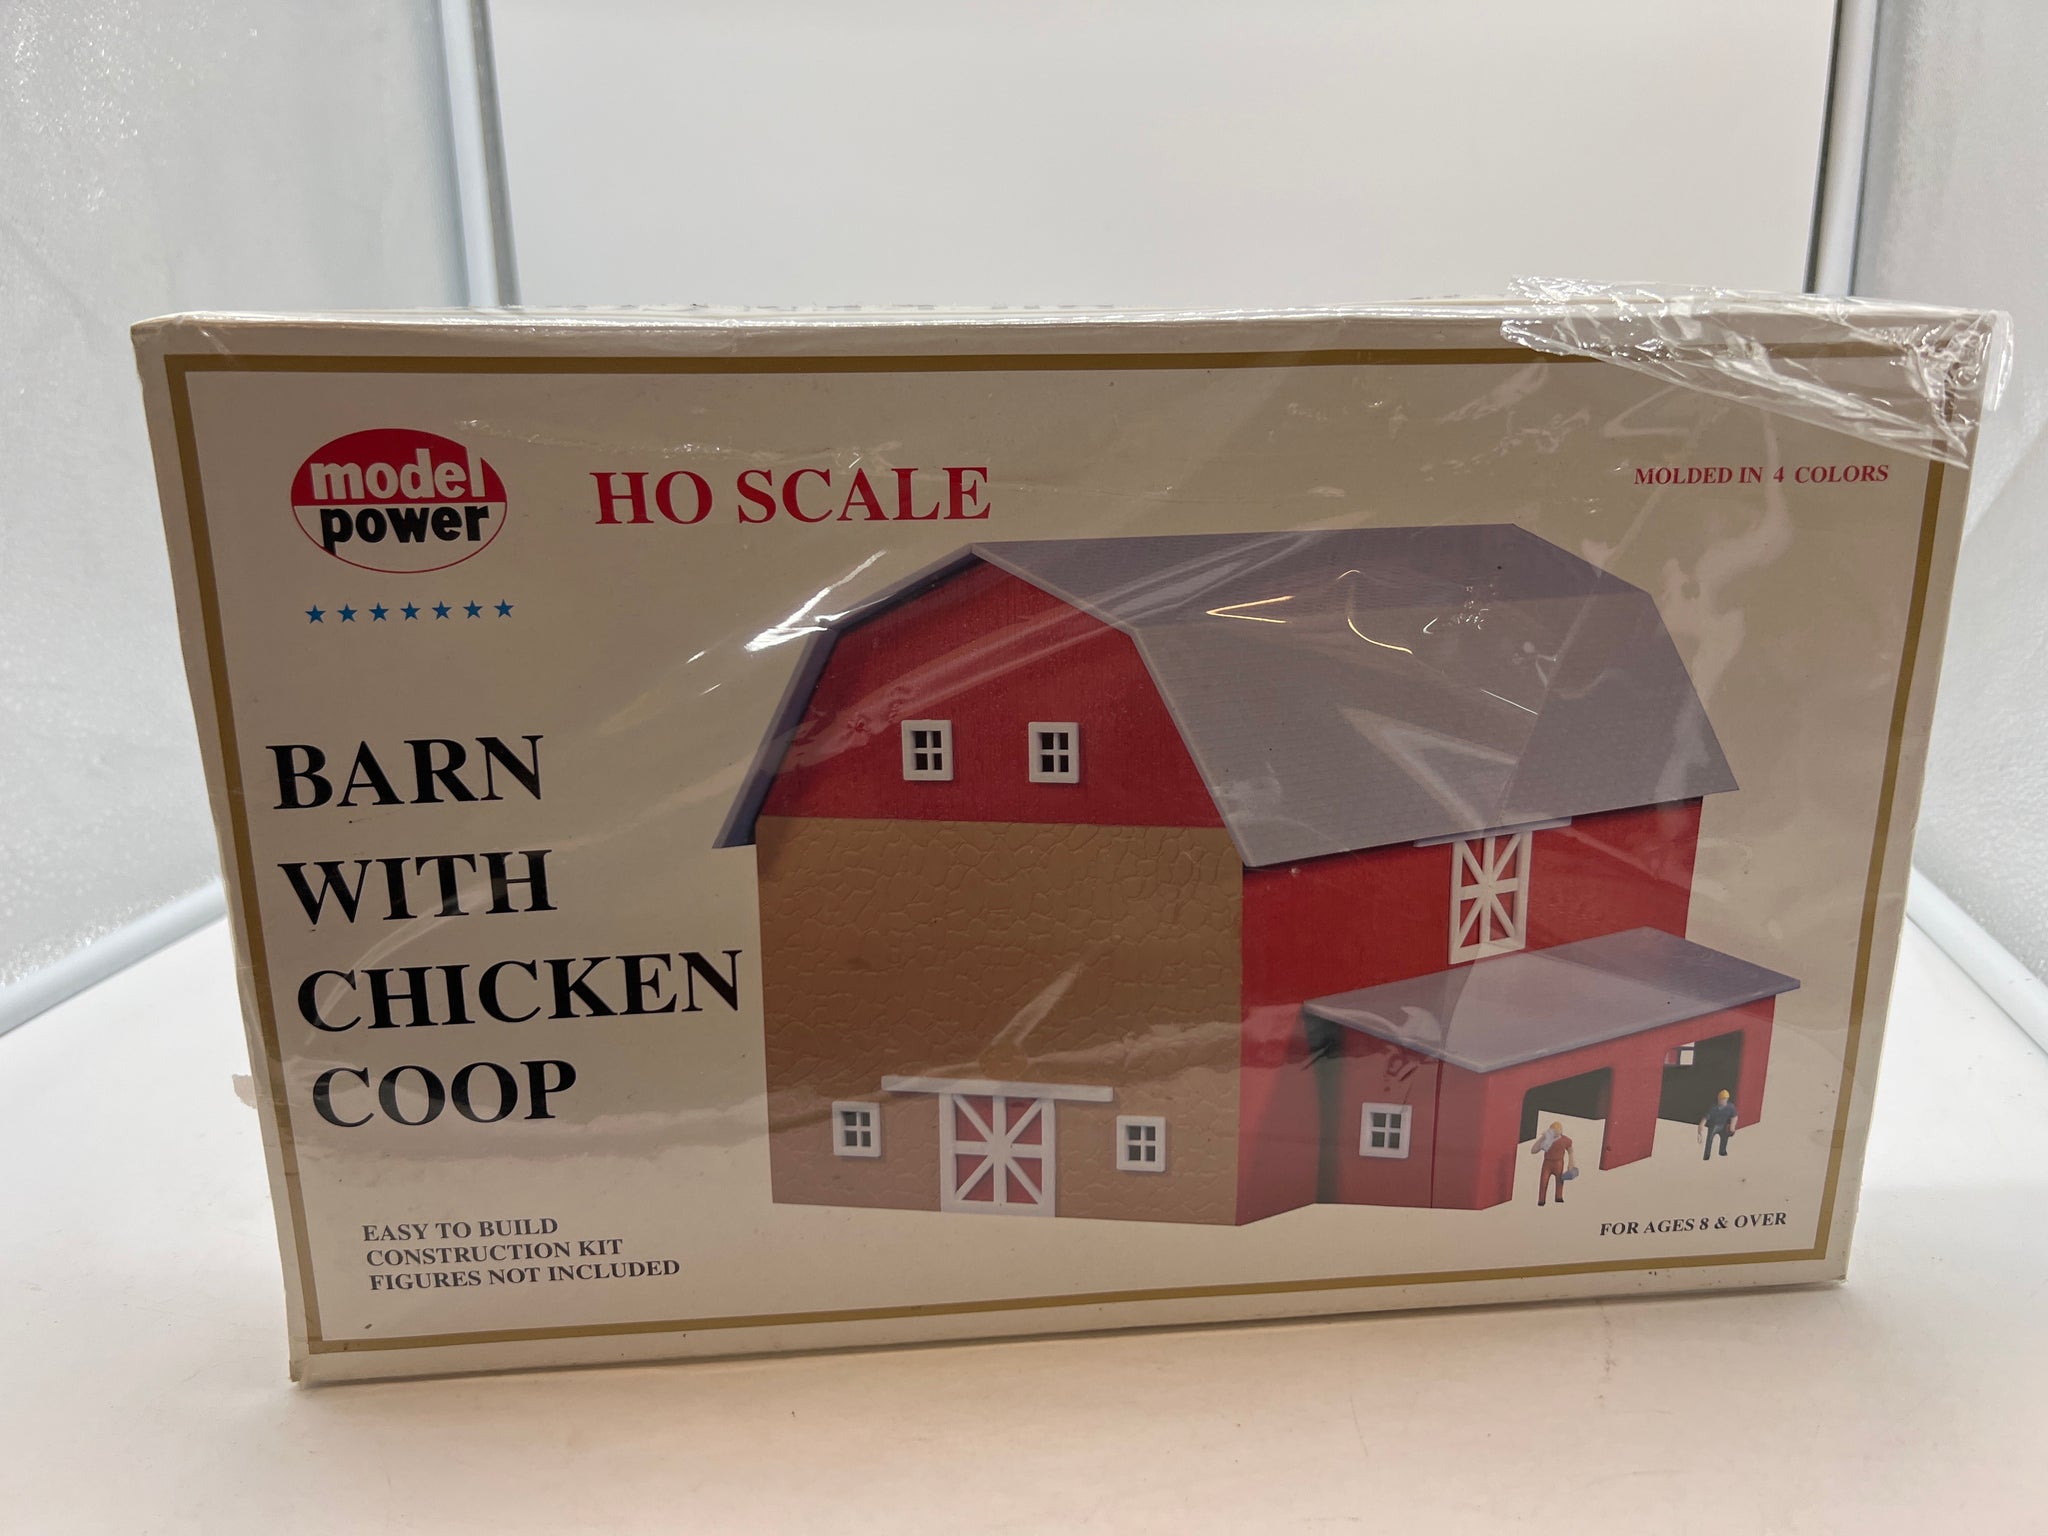 model
power
HO SCALE
MOLDED IN 4 COLORS
BARN
WITH
CHICKEN
COOP
EASY TO BUILD
CONSTRUCTION KIT
FIGURES NOT INCLUDED
FOR AGES 8 & OVER